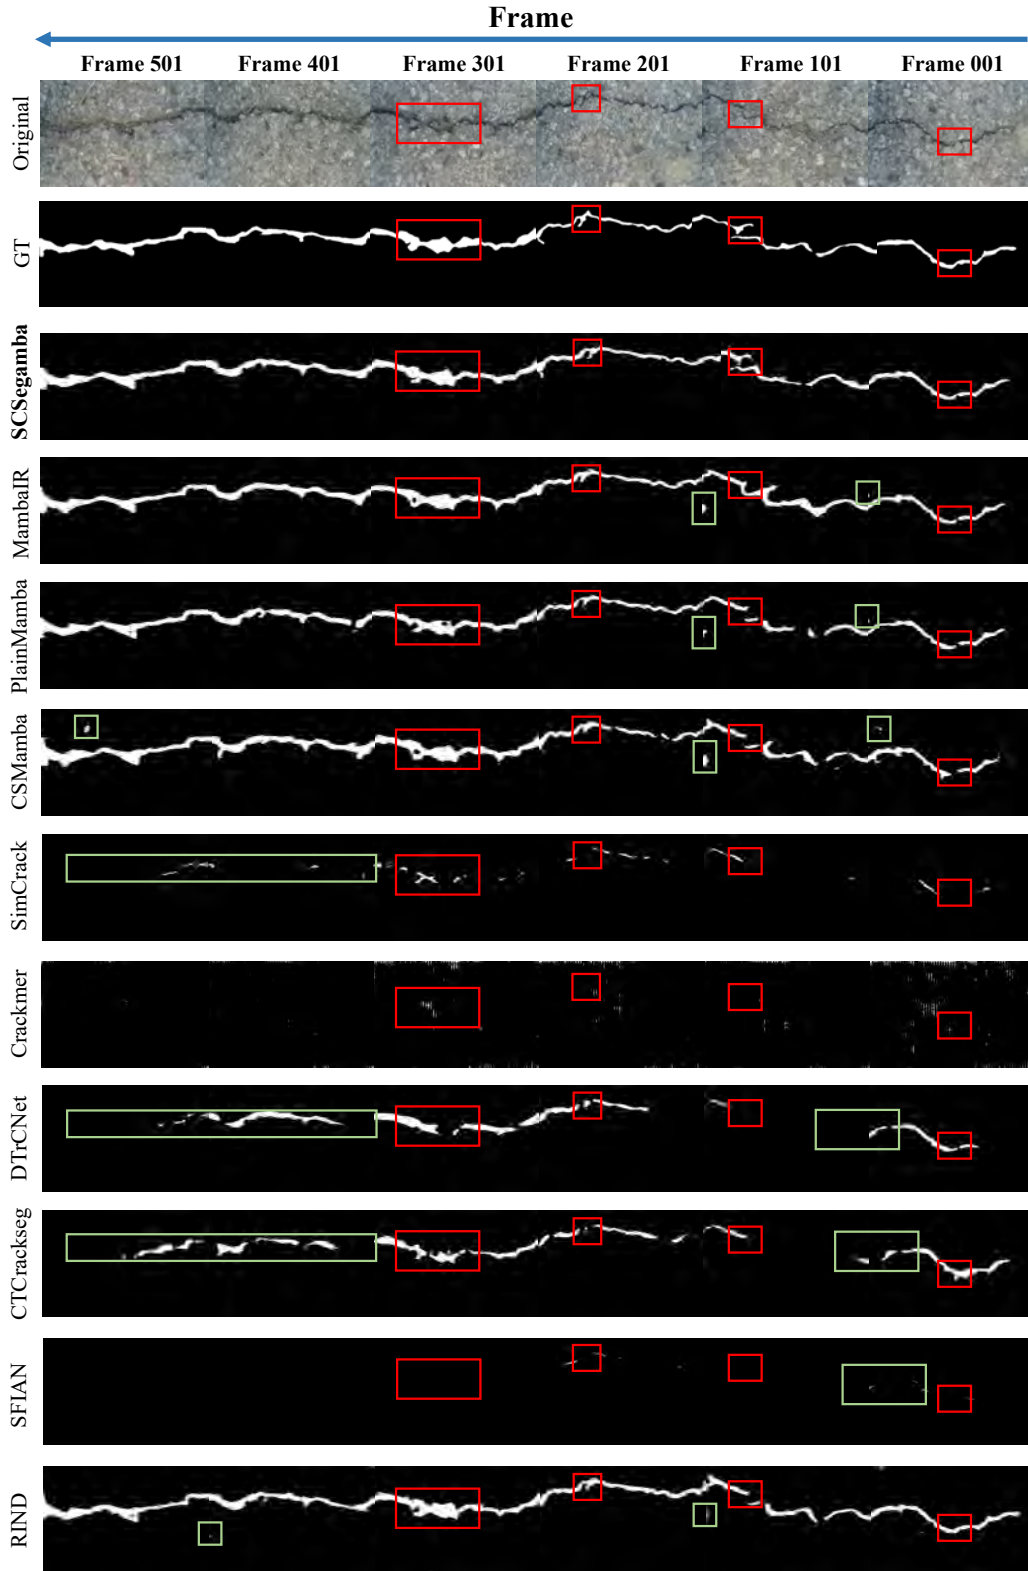 Frame
Frame 501 Frame 401 Frame 301 Frame 201 Frame 101 Frame 001
Original
GT
SCSegamba
MambaIR
PlainMamba
CSMamba
SimCrack
Crackmer
DTrCNet
CTCrackseg
SFIAN
RIND